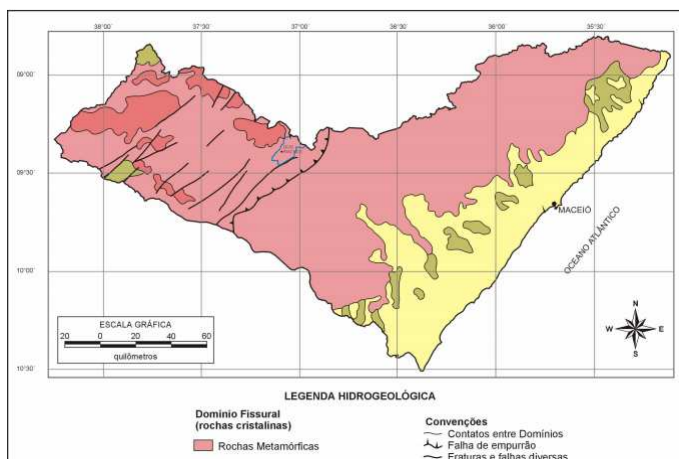 38°00' 37°30' 37°00' 36°30' 36°00' 35°30'
09°00'
09°30'
10°00'
10°30'
MACEIÓ
OCEANO ATLÂNTICO
ESCALA GRÁFICA
20 0 20 40 60
quilômetros
N
W E
S
LEGENDA HIDROGEOLÓGICA
Domínio Fissural
(rochas cristalinas)
Rochas Metamórficas
Convenções
Contatos entre Domínios
Falha de empurrão
Fraturas e falhas diversas